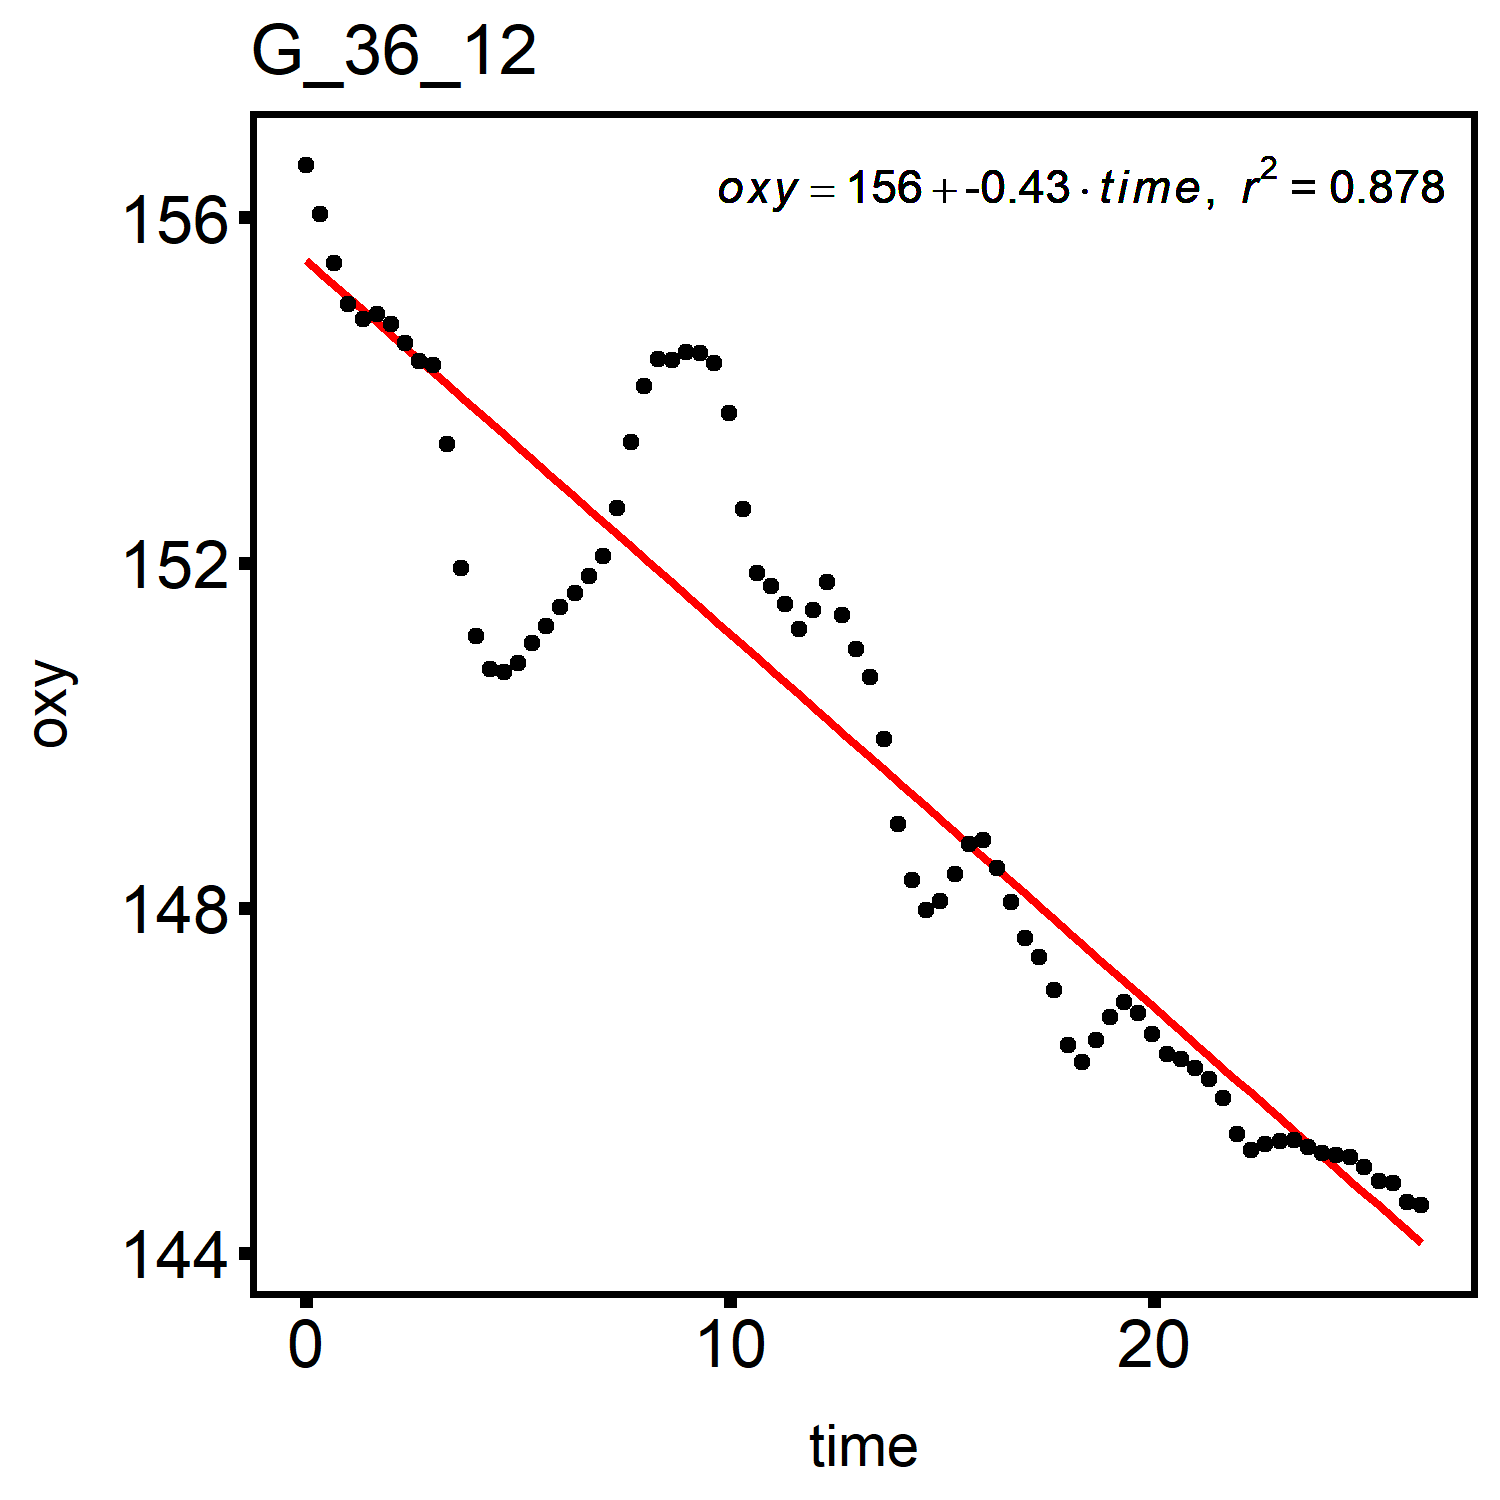 G_36_12
oxy = 156 + -0.43 · time, r² = 0.878
156
152
148
144
oxy
0 10 20
time